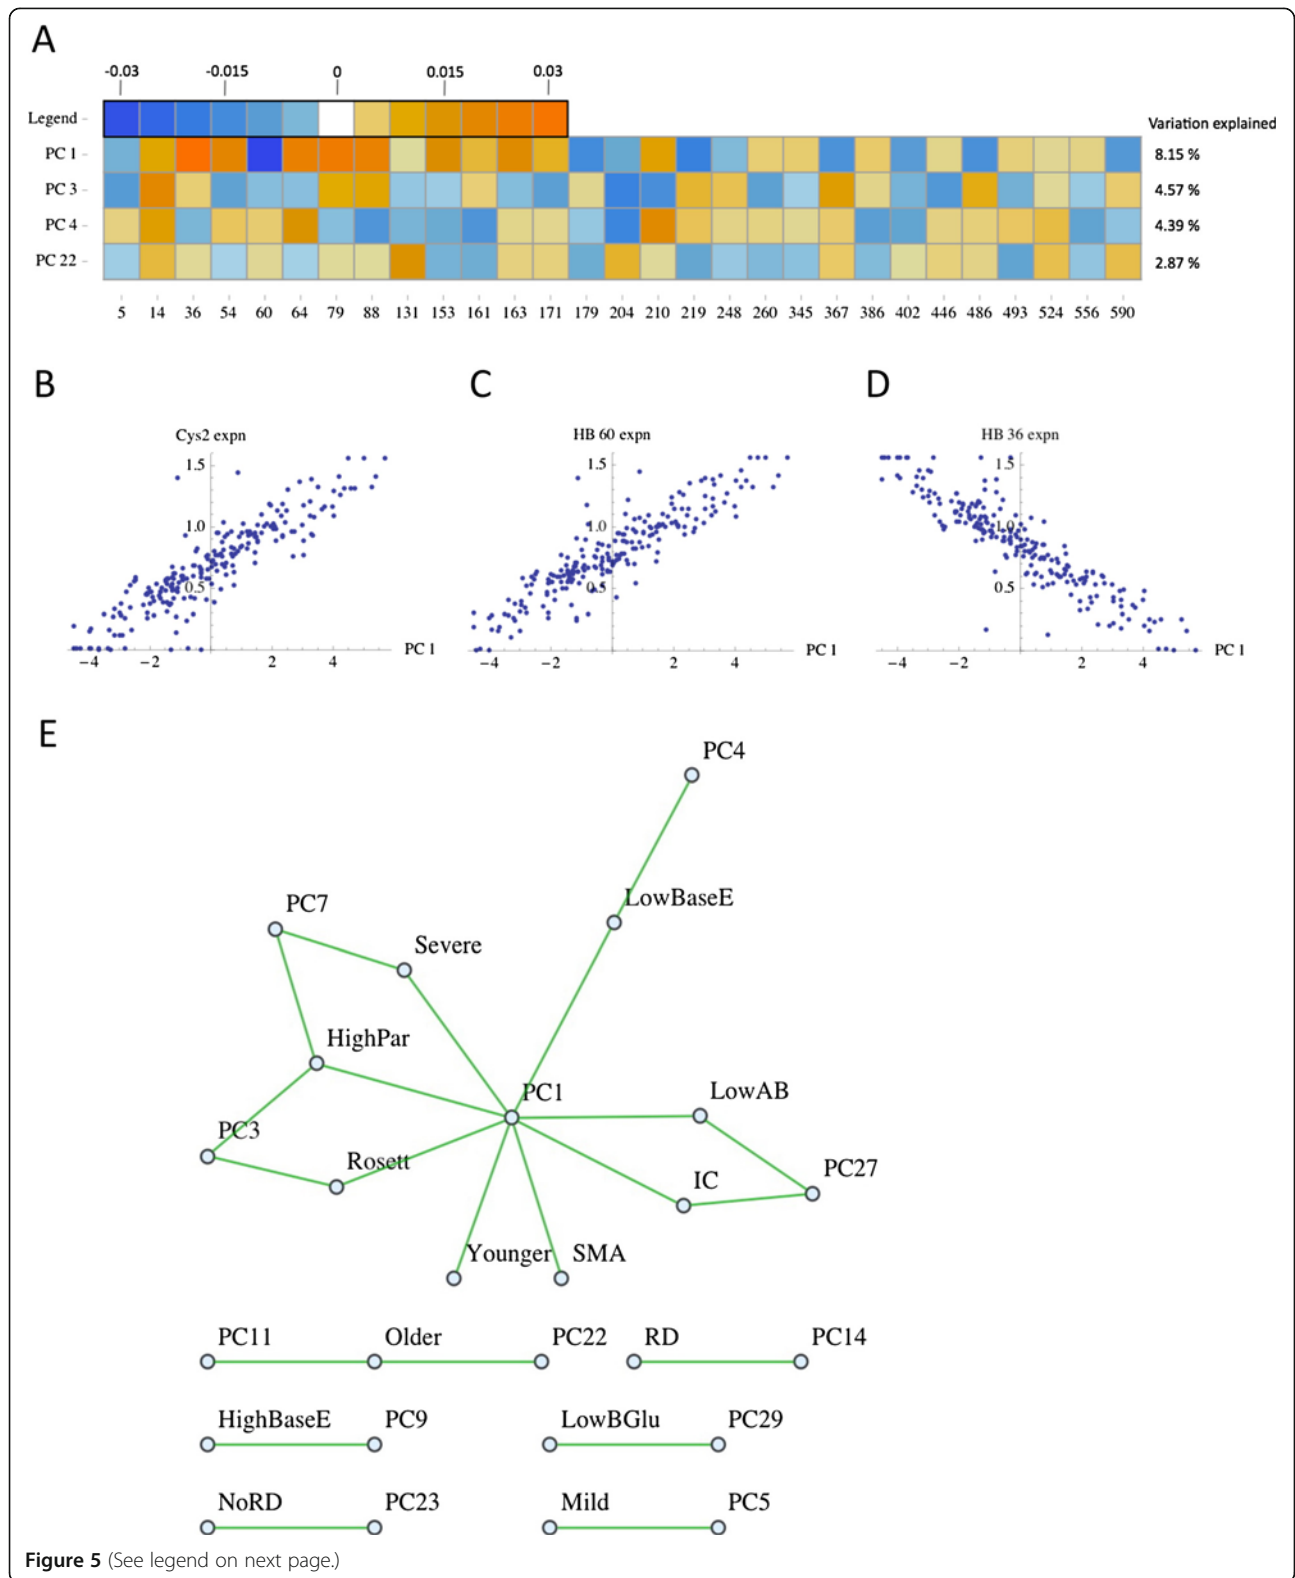 A
-0.03 -0.015 0 0.015 0.03
Legend
Variation explained
PC 1 8.15 %
PC 3 4.57 %
PC 4 4.39 %
PC 22 2.87 %
5 14 36 54 60 64 79 88 131 153 161 163 171 179 204 210 219 248 260 345 367 386 402 446 486 493 524 556 590
B C D
Cys2 expn
1.5
1.0
0.5
PC 1
−4 −2 2 4
HB 60 expn
1.5
1.0
0.5
PC 1
−4 −2 2 4
HB 36 expn
1.5
1.0
0.5
PC 1
−4 −2 2 4
E
PC4
LowBaseE
PC7
Severe
HighPar
PC1
LowAB
PC3
Rosett
IC
PC27
Younger
SMA
PC11 Older PC22 RD PC14
HighBaseE PC9 LowBGlu PC29
NoRD PC23 Mild PC5
Figure 5 (See legend on next page.)